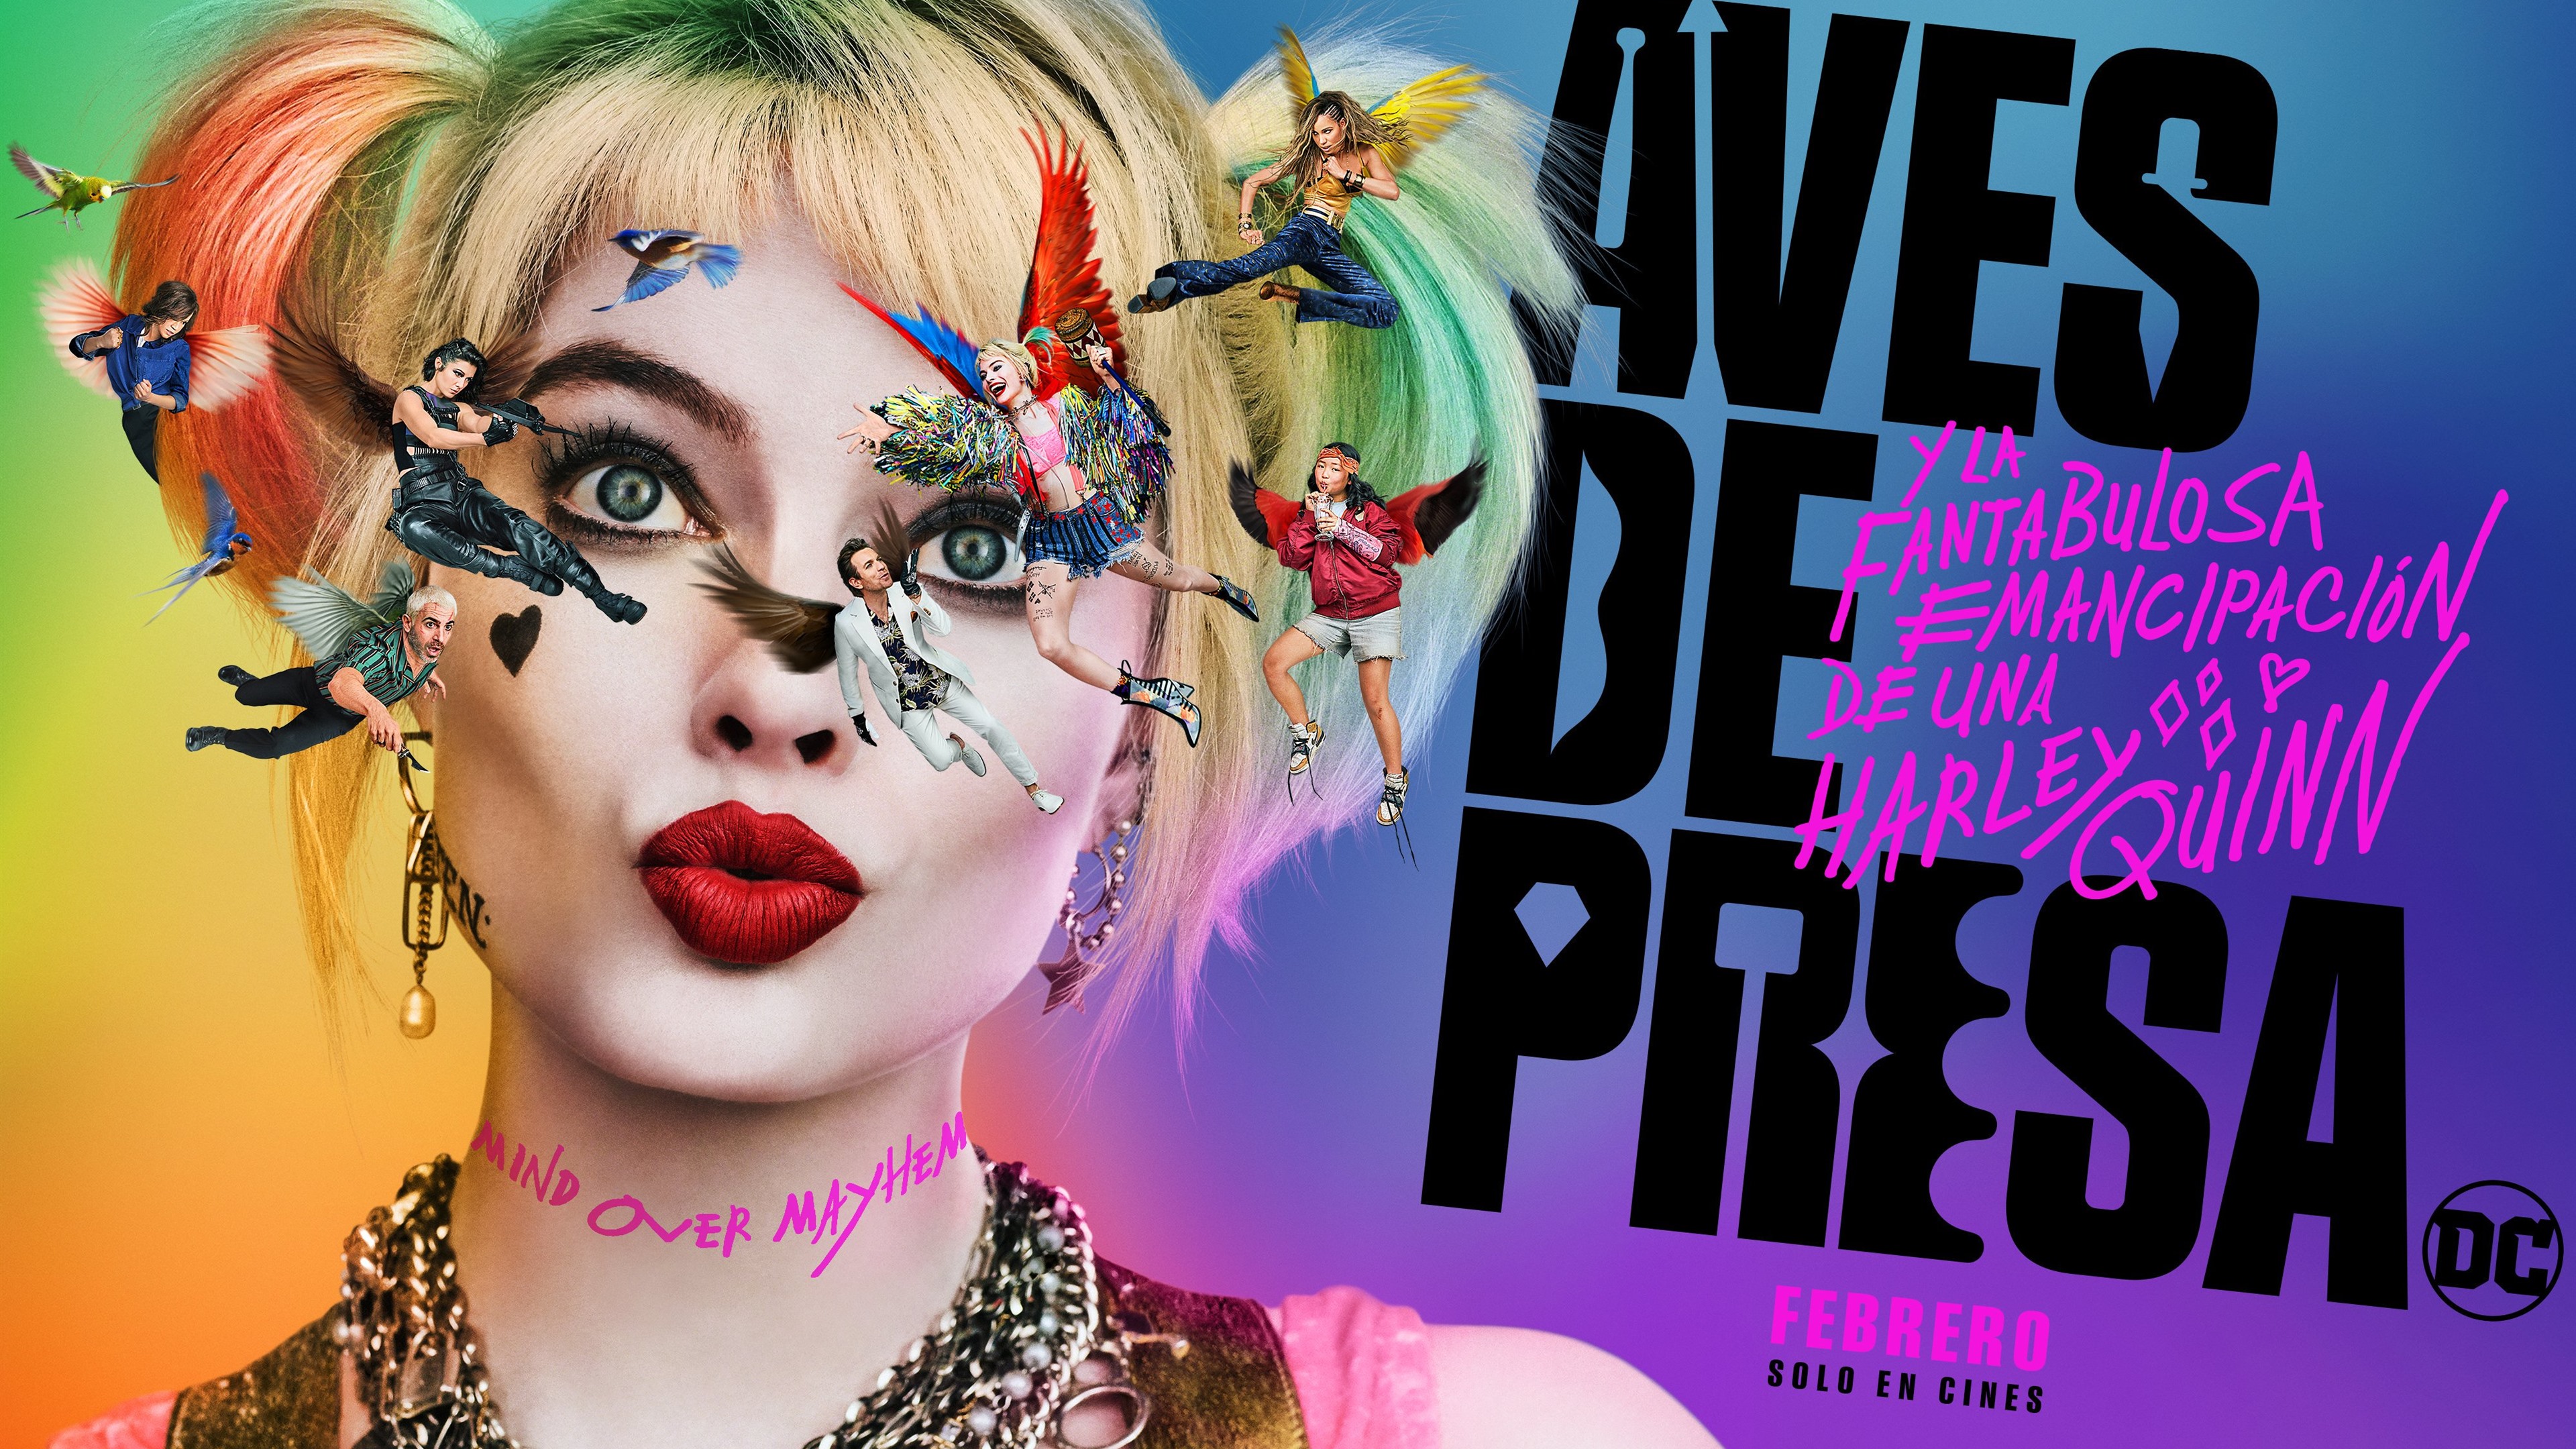 AVES
DE
PRESA
Y LA
FANTABULOSA
EMANCIPACIÓN
DE UNA
HARLEY
QUINN
MIND OVER MAYHEM
DC
FEBRERO
SOLO EN CINES